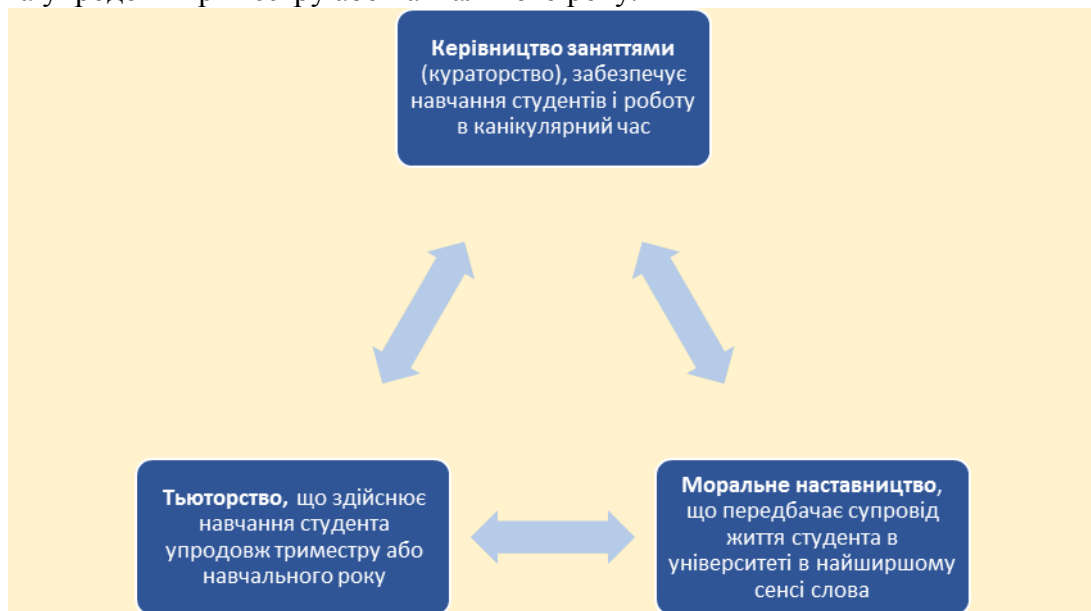 Керівництво заняттями
(кураторство), забезпечує
навчання студентів і роботу
в канікулярний час
Тьюторство, що здійснює
навчання студента
упродовж триместру або
навчального року
Моральне наставництво,
що передбачає супровід
життя студента в
університеті в найширшому
сенсі слова